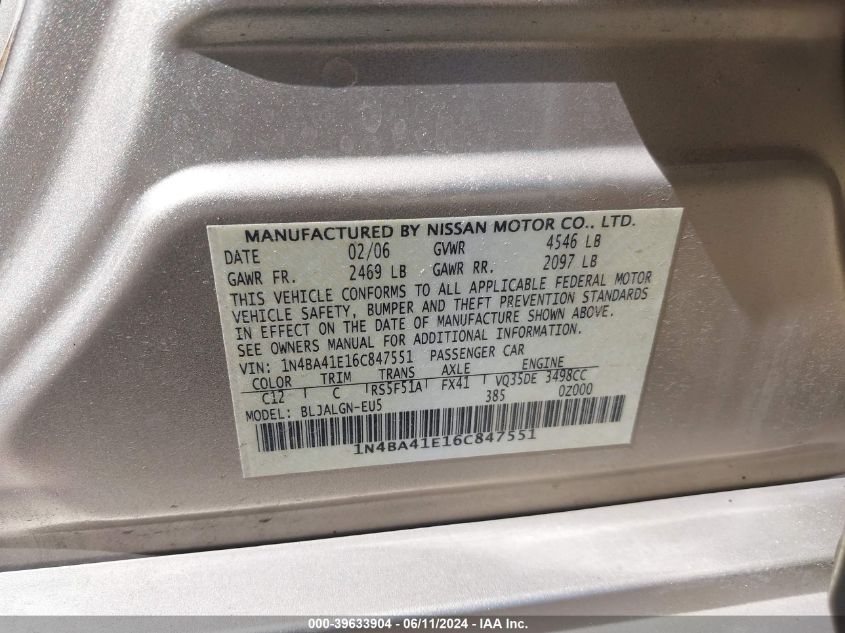 MANUFACTURED BY NISSAN MOTOR CO., LTD.
DATE 02/06 GVWR 4546 LB
GAWR FR. 2469 LB GAWR RR. 2097 LB
THIS VEHICLE CONFORMS TO ALL APPLICABLE FEDERAL MOTOR
VEHICLE SAFETY, BUMPER AND THEFT PREVENTION STANDARDS
IN EFFECT ON THE DATE OF MANUFACTURE SHOWN ABOVE.
SEE OWNERS MANUAL FOR ADDITIONAL INFORMATION.
VIN: 1N4BA41E16C847551 PASSENGER CAR
COLOR TRIM TRANS AXLE ENGINE
C12 C RS5F51A FX41 VQ35DE 3498CC
MODEL: BLJALGN-EU5 385 0Z000
1N4BA41E16C847551
000-39633904 - 06/11/2024 - © IAA, Inc.